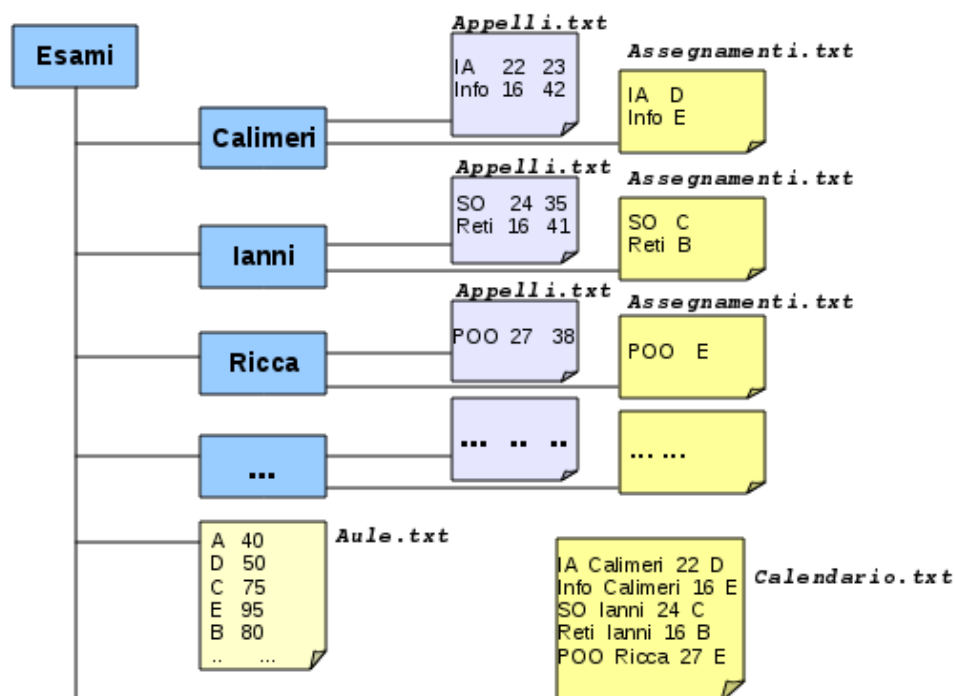 Esami
Appelli.txt
IA 22 23
Info 16 42
Assegnamenti.txt
IA D
Info E
Calimeri
Appelli.txt
SO 24 35
Reti 16 41
Assegnamenti.txt
SO C
Reti B
Ianni
Appelli.txt
POO 27 38
Assegnamenti.txt
POO E
Ricca
...
... .. ..
... ...
Aule.txt
A 40
D 50
C 75
E 95
B 80
.. ...
Calendario.txt
IA Calimeri 22 D
Info Calimeri 16 E
SO Ianni 24 C
Reti Ianni 16 B
POO Ricca 27 E